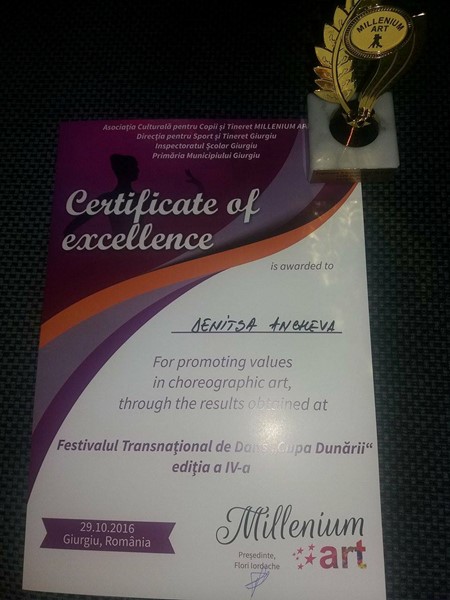 MILLENIUM
ART
Asociația Culturală pentru Copii și Tineret MILLENIUM AR
Direcția pentru Sport și Tineret Giurgiu
Inspectoratul Școlar Giurgiu
Primăria Municipiului Giurgiu
Certificate of
excellence
is awarded to
DENITSA ANGHEVA
For promoting values
in choreographic art,
through the results obtained at
Festivalul Transnațional de Dans „Cupa Dunării“
ediția a IV-a
29.10.2016
Giurgiu, România
Millenium
art
Președinte,
Flori Iordache